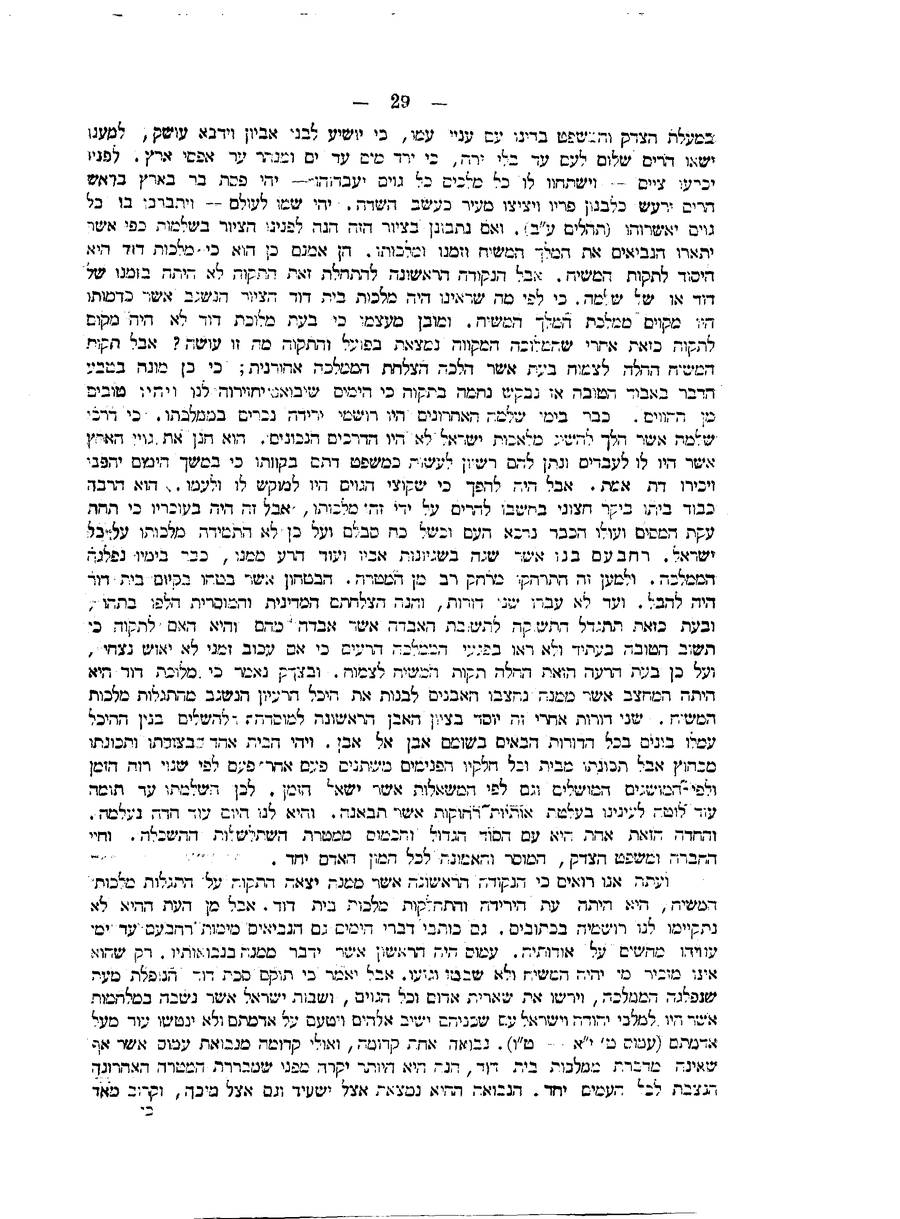 — 29 —
במעלת הצדק והמשפט בדינו עם עניי עמו, כי יושיע לבני אביון וידכא עושק, למענו
ישאו הרים שלום לעם עד בלי ירח, כי ירד מים עד ים ומנהר עד אפסי ארץ. לפניו
יכרעו ציים — וישתחוו לו כל מלכים כל גוים יעבדוהו — יהי פסת בר בארץ בראש
הרים ירעש כלבנון פריו ויציצו מעיר כעשב השדה. יהי שמו לעולם — ויתברכו בו כל
גוים יאשרוהו (תהלים ע"ב). ואם נתבונן בציור הזה הנה לפנינו הציור בשלמות כפי אשר
יתארו הנביאים את המלך המשיח וזמנו ומלכותו. הן אמנם כן הוא כי מלכות דוד היא
היסוד לתקות המשיח. אבל הנקודה הראשונה להתחלת זאת התקוה לא היתה בזמנו של
דוד או של שלמה. כי לפי מה שראינו היה מלכות בית דוד הציור הנשגב אשר כדמותו
היו מקוים ממלכת המלך המשיח. ומובן מעצמו כי בעת מלוכת דוד לא היה מקום
לתקוה כזאת אחרי שהמלוכה המקווה נמצאת בפועל והתקוה מה זו עושה? אבל תקות
המשיח החלה לצמוח בעת אשר הלכה הצלחת הממלכה אחורנית; כי כן מונח בטבע
הדבר באבוד הטובה אז נבקש נחמה בתקוה כי הימים שיבואו יחזירוה לנו ויהיו טובים
מן ההווים. כבר בימי שלמה האחרונים היו רושמי ירידה נכרים בממלכתו. כי דרכי
שלמה אשר הלך להשיג מלאכות ישראל לא היו הדרכים הנכונים. הוא חנן את גויי הארץ
אשר היו לו לעבדים ונתן להם רשיון לעשות כמשפט דתם בקוותו כי במשך הימים יהפכו
ויכירו דת אמת. אבל היה להפך כי שקוצי הגוים היו למוקש לו ולעמו. הוא הרבה
כבוד ביתו ביקר חצוני בחשבו להרים על ידי זה מלכותו, אבל זה היה בעוכריו כי תחת
עקת המסים ועולו הכבד נדכא העם וכשל כח סבלם ועל כן לא התמידה מלכותו על כל
ישראל. רחבעם בנו אשר שגה בשגיונות אביו ועוד הרע ממנו, כבר בימיו נפלגה
הממלכה. ולמען זה התרחקו מרחק רב מן המטרה. הבטחון אשר בטחו בקיום בית דוד
היה להבל. ועד לא עברו שני דורות, והנה הצלחתם המדינית והמוסרית הלפו בתהו,
ובעת כזאת תתגדל התשוקה לתשובת האבדה אשר אבדה מהם והיא האם לתקוה כי
תשוב הטובה בעתיד ולא ראו בפגעי הממלכה הרעים כי אם עכוב זמני לא יאוש נצחי,
ועל כן בעת הרעה הזאת החלה תקות המשיח לצמוח. ובצדק נאמר כי מלוכת דוד היא
היתה המחצב אשר ממנה נחצבו האבנים לבנות את היכל הרעיון הנשגב מהתגלות מלכות
המשיח. שני דורות אחרי זה יוסד בציון האבן הראשונה למוסדה להשלים בנין ההיכל
עמלו בונים בכל הדורות הבאים בשומם אבן אל אבן. ויהי הבית אחד בצורתו ותכונתו
מבחוץ אבל תכונתו מבית וכל חלקיו הפנימים משתנים פעם אחר פעם לפי שנוי רוח הזמן
ולפי המושגים המושלים וגם לפי המשאלות אשר ישאל הזמן. לכן השלמתו עד תומה
עוד לוטה לעינינו בעלטת אותיות רחוקות אשר תבאנה. והיא לנו היום עוד חדה נעלמה.
והחדה הזאת אחת היא עם הסוד הגדול והכמוס ממטרת השתלשלות ההשכלה. וחיי
החברה ומשפט הצדק, המוסר והאמונה לכל המון האדם יחד.
ועתה אנו רואים כי הנקודה הראשונה אשר ממנה יצאה התקוה על התגלות מלכות
המשיח, היא היתה עת הירידה והתחלקות מלכות בית דוד. אבל מן העת ההיא לא
נתקיימו לנו רושמיה בכתובים. גם כותבי דברי הימים גם הנביאים מימות רחבעם עד ימי
עוזיהו מחשים על אודותיה. עמוס היה הראשון אשר ידבר ממנה בנבואותיו. רק שהוא
אינו מזכיר מי יהיה המשיח ולא שבטו וגזעו. אבל יאמר כי תוקם סכת דוד הנופלת מעת
שנפלגה הממלכה, וירשו את שארית אדום וכל הגוים, ושבות ישראל אשר נשבה במלחמות
אשר היו למלכי יהודה וישראל עם שכניהם ישיב אלהים ויטעם על אדמתם ולא ינטשו עוד מעל
אדמתם (עמוס ט' י"א — ט"ו). נבואה אחת קדומה, ואולי קדומה מנבואת עמוס אשר אף
שאינה מדברת ממלכות בית דוד, הנה היא היותר יקרה מפני שמבררת המטרה האחרונה
הנצבת לכל העמים יחד. הנבואה ההיא נמצאת אצל ישעיה וגם אצל מיכה, וקרוב מאד
כי